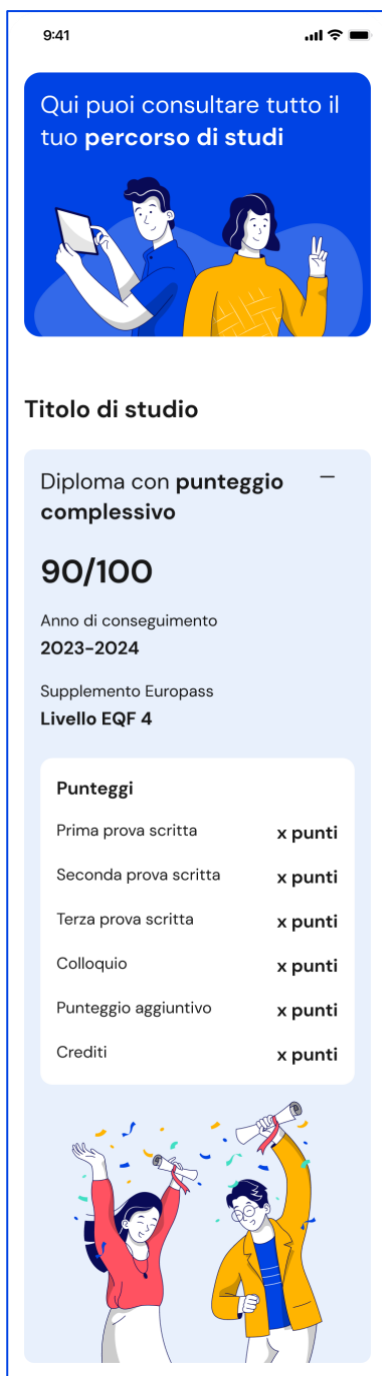 9:41
Qui puoi consultare tutto il
tuo percorso di studi
Titolo di studio
Diploma con punteggio
complessivo
90/100
Anno di conseguimento
2023-2024
Supplemento Europass
Livello EQF 4
Punteggi
Prima prova scritta x punti
Seconda prova scritta x punti
Terza prova scritta x punti
Colloquio x punti
Punteggio aggiuntivo x punti
Crediti x punti